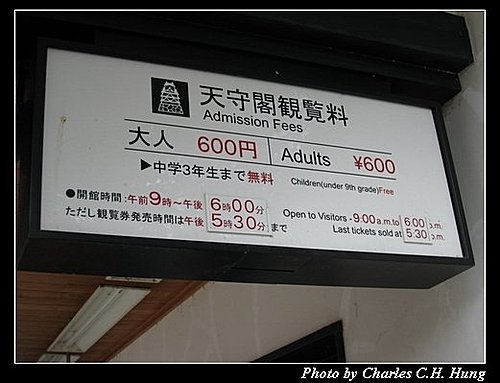 天守閣観覧料
Admission Fees
大人 600円 Adults ¥600
▶中学3年生まで無料 Children(under 9th grade)Free
●開館時間:午前9時〜午後 6時00分 Open to Visitors - 9:00a.m.to 6:00 p.m.
ただし観覧券発売時間は午後 5時30分 まで Last tickets sold at 5:30 p.m.
Photo by Charles C.H. Hung